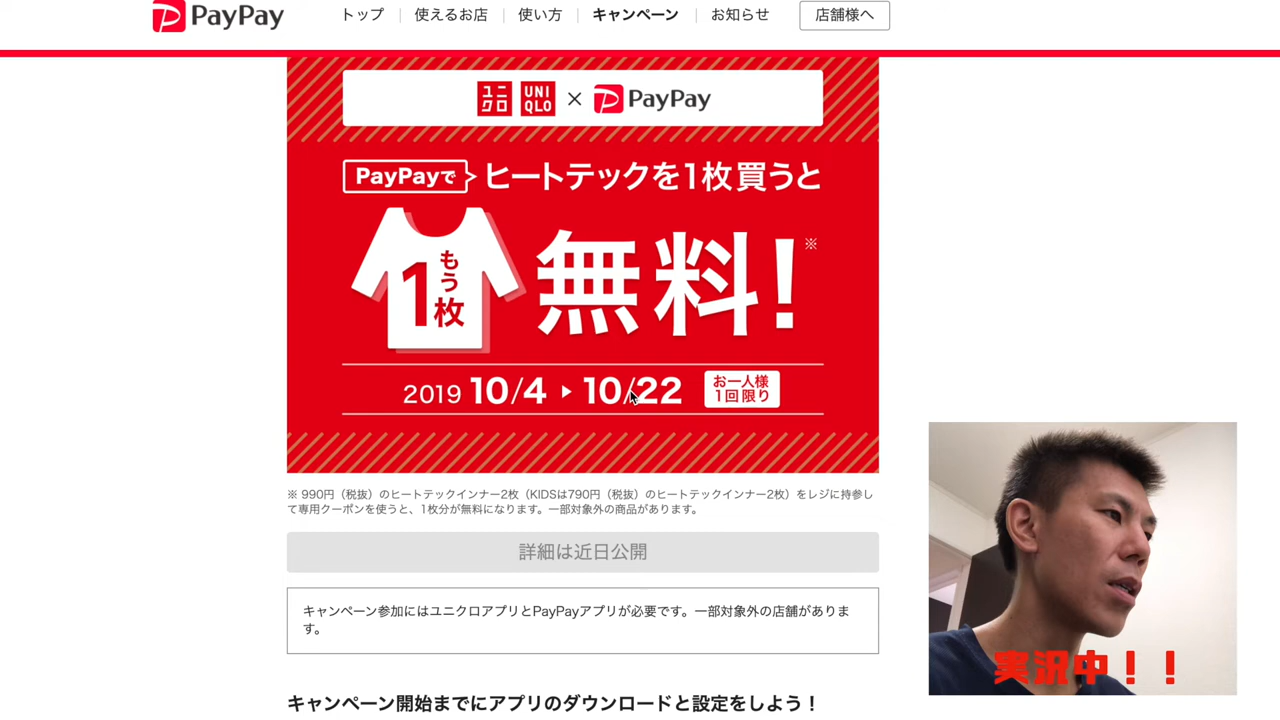 PayPay
トップ
使えるお店
使い方
キャンペーン
お知らせ
店舗様へ
ユニクロ UNIQLO × PayPay
PayPayで ヒートテックを1枚買うと
もう1枚 無料!※
2019 10/4 ▶ 10/22 お一人様1回限り
※ 990円（税抜）のヒートテックインナー2枚（KIDSは790円（税抜）のヒートテックインナー2枚）をレジに持参し
て専用クーポンを使うと、1枚分が無料になります。一部対象外の商品があります。
詳細は近日公開
キャンペーン参加にはユニクロアプリとPayPayアプリが必要です。一部対象外の店舗がありま
す。
キャンペーン開始までにアプリのダウンロードと設定をしよう！
実況中！！